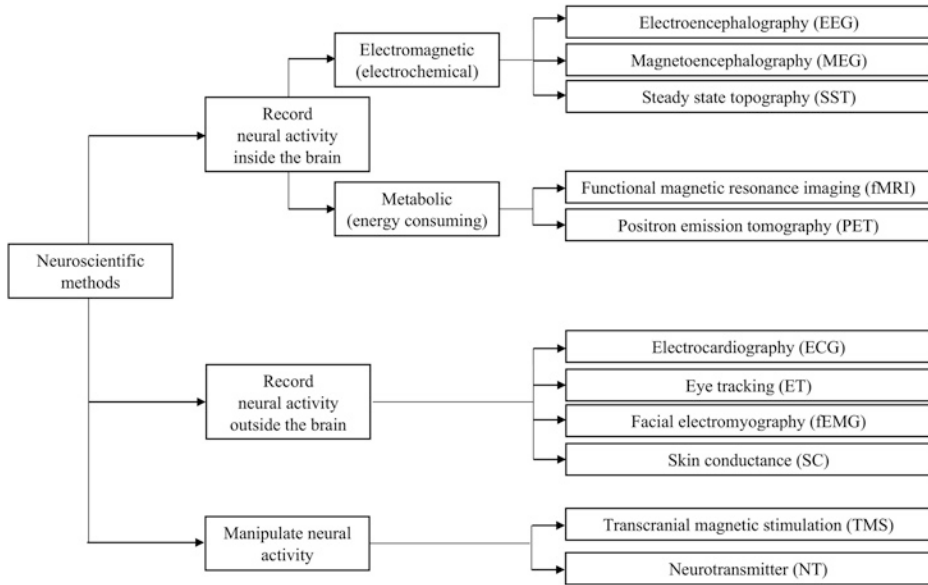 Electroencephalography (EEG)
Electromagnetic
(electrochemical)
Magnetoencephalography (MEG)
Steady state topography (SST)
Record
neural activity
inside the brain
Metabolic
(energy consuming)
Functional magnetic resonance imaging (fMRI)
Positron emission tomography (PET)
Neuroscientific
methods
Electrocardiography (ECG)
Record
neural activity
outside the brain
Eye tracking (ET)
Facial electromyography (fEMG)
Skin conductance (SC)
Manipulate neural
activity
Transcranial magnetic stimulation (TMS)
Neurotransmitter (NT)